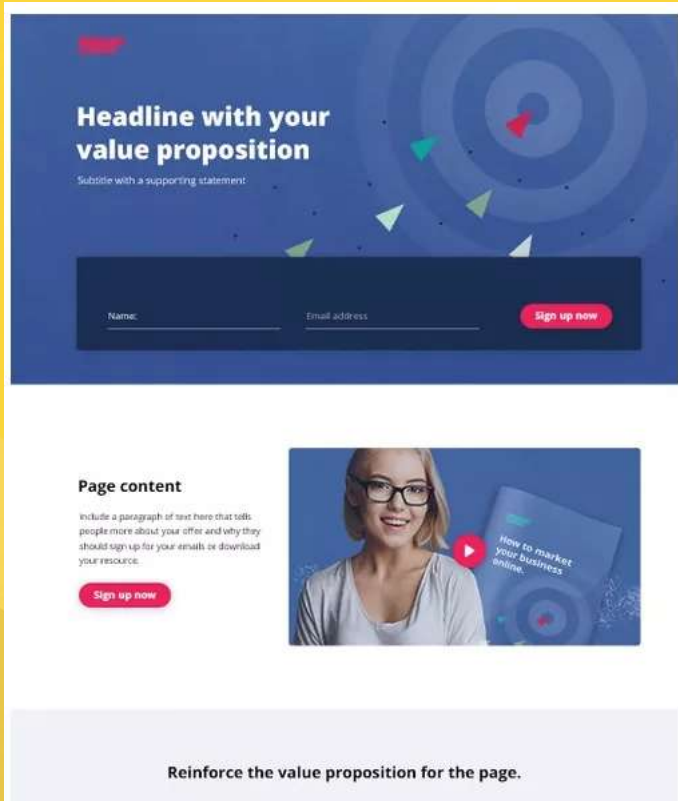 Headline with your
value proposition
Subtitle with a supporting statement
Name:
Email address
Sign up now
Page content
Include a paragraph of text here that tells
people more about your offer and why they
should sign up for your emails or download
your resource.
Sign up now
How to market
your business
online.
Reinforce the value proposition for the page.